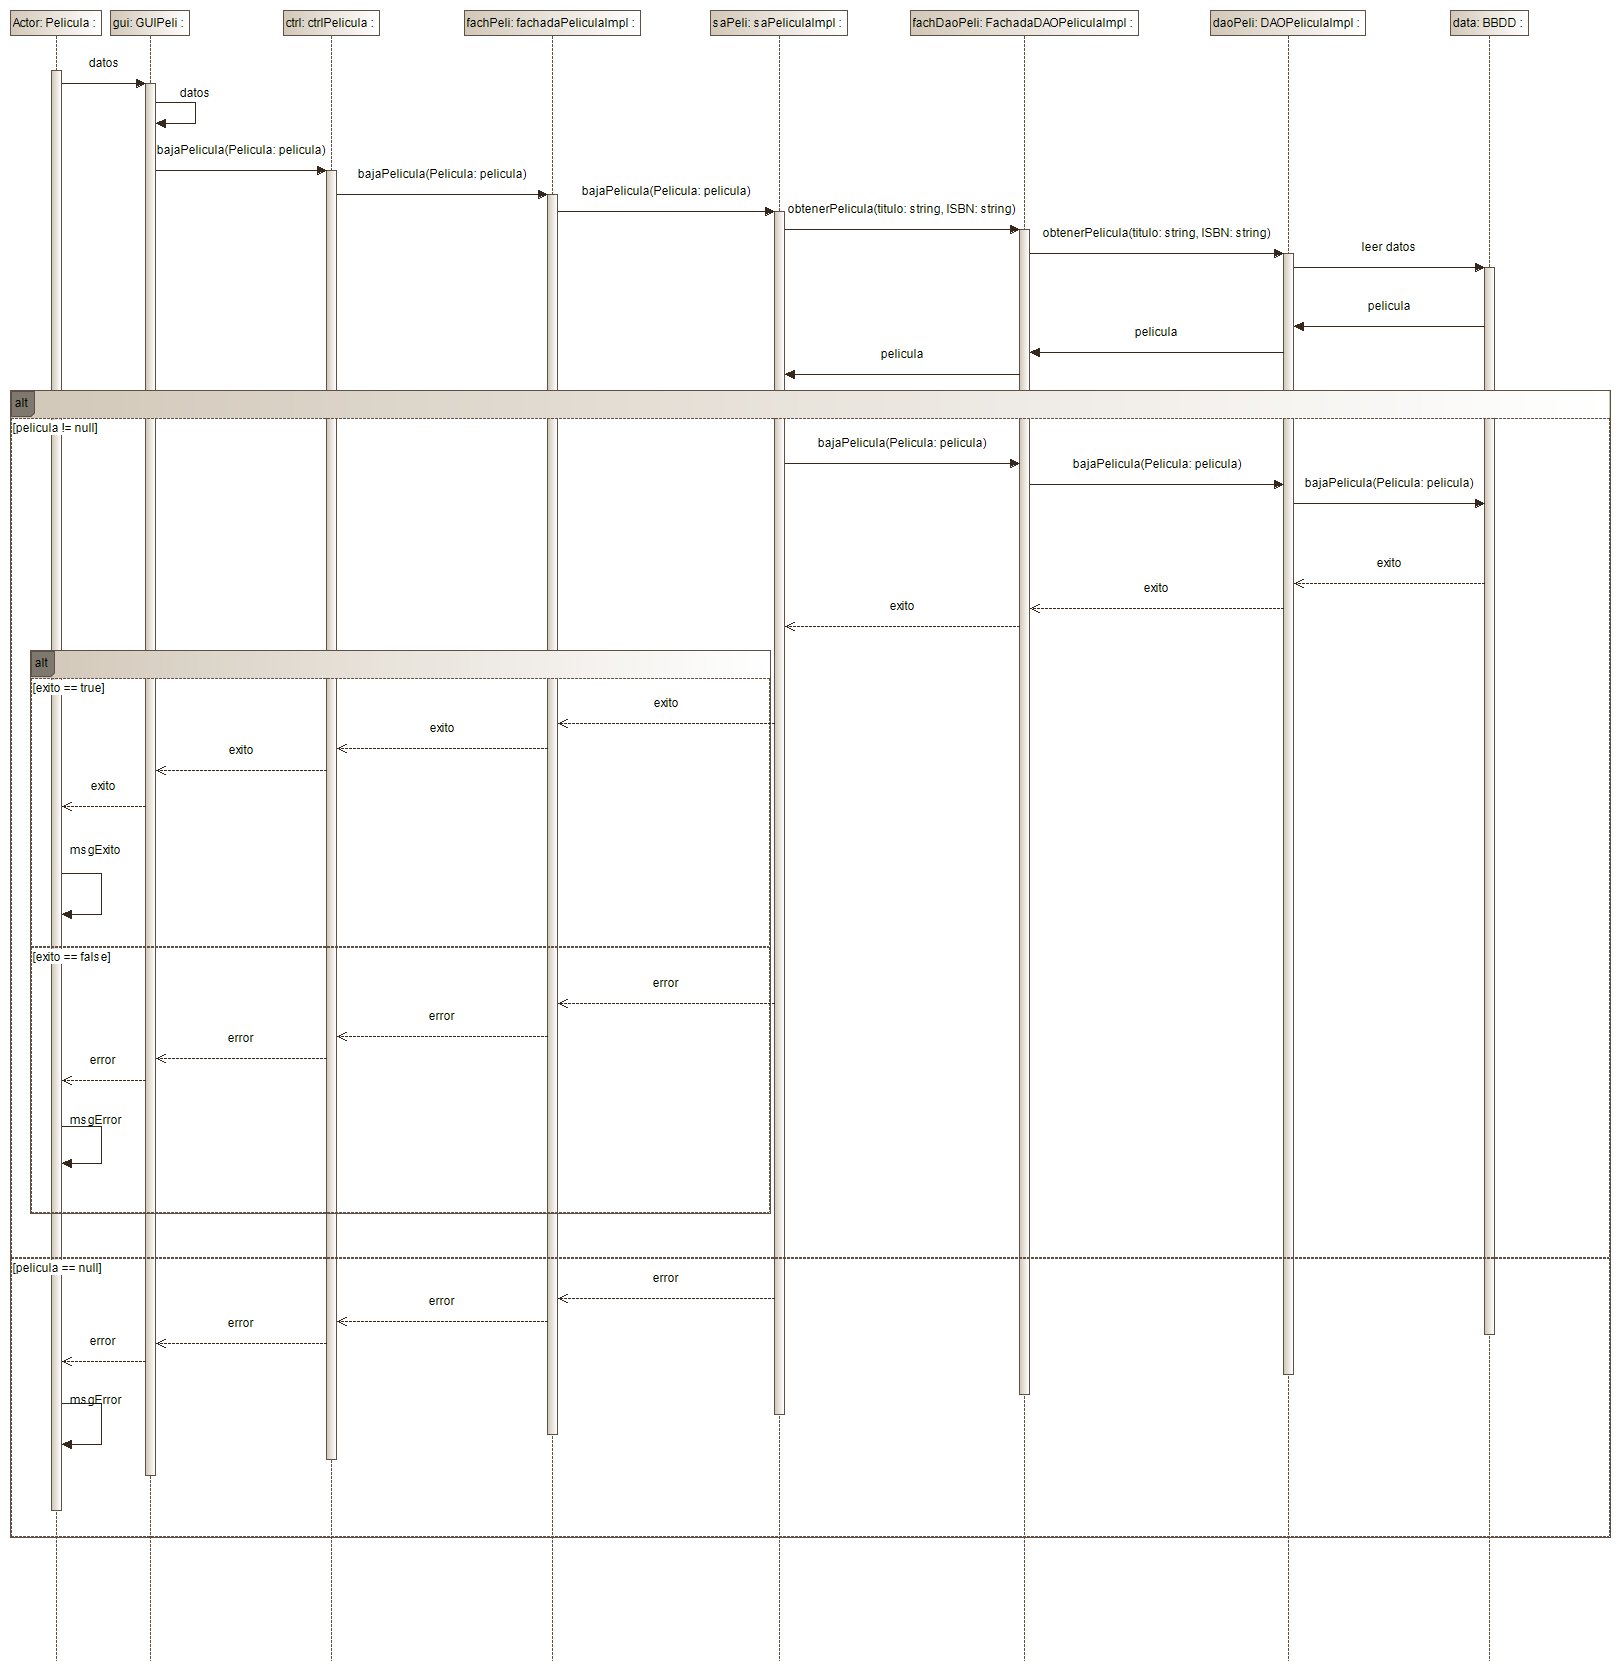 Actor: Pelicula :
gui: GUIPeli :
ctrl: ctrlPelicula :
fachPeli: fachadaPeliculaImpl :
saPeli: saPeliculaImpl :
fachDaoPeli: FachadaDAOPeliculaImpl :
daoPeli: DAOPeliculaImpl :
data: BBDD :
datos
datos
bajaPelicula(Pelicula: pelicula)
bajaPelicula(Pelicula: pelicula)
bajaPelicula(Pelicula: pelicula)
obtenerPelicula(titulo: string, ISBN: string)
obtenerPelicula(titulo: string, ISBN: string)
leer datos
pelicula
pelicula
pelicula
alt
[pelicula != null]
bajaPelicula(Pelicula: pelicula)
bajaPelicula(Pelicula: pelicula)
bajaPelicula(Pelicula: pelicula)
exito
exito
exito
alt
[exito == true]
exito
exito
exito
exito
msgExito
[exito == false]
error
error
error
error
msgError
[pelicula == null]
error
error
error
error
msgError